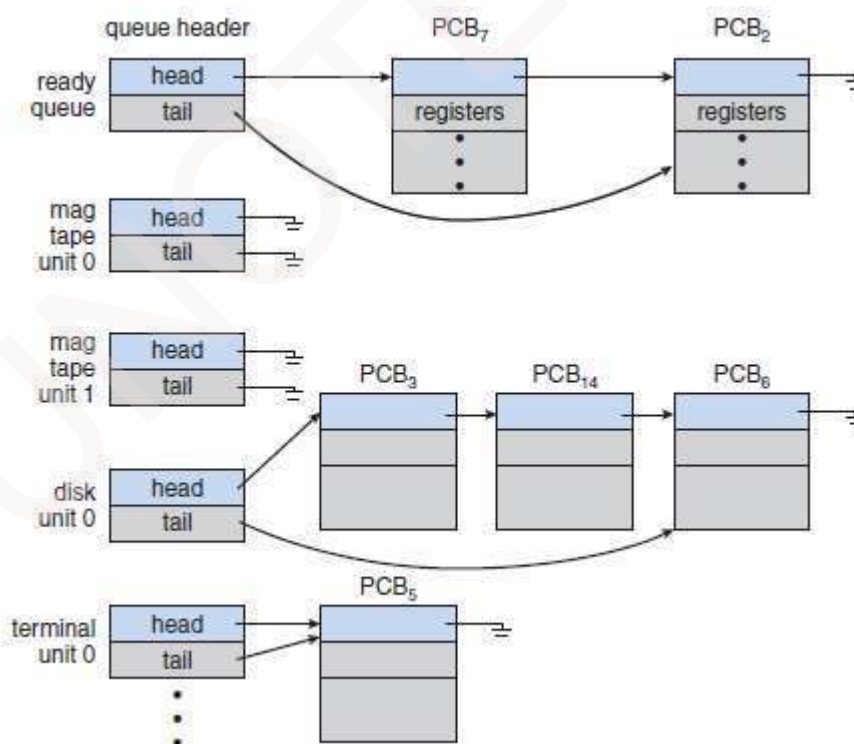 queue header
PCB₇
PCB₂
ready
queue
head
tail
registers
registers
mag
tape
unit 0
head
tail
mag
tape
unit 1
head
tail
PCB₃
PCB₁₄
PCB₆
disk
unit 0
head
tail
PCB₅
terminal
unit 0
head
tail